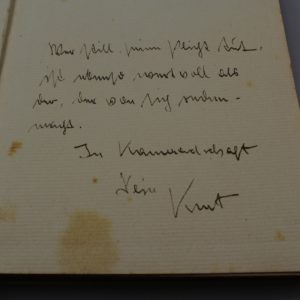 Wer still seine Pflicht tut,
ist ebenso wertvoll als
der, der von sich reden
macht.
In Kameradschaft
Dein Kurt